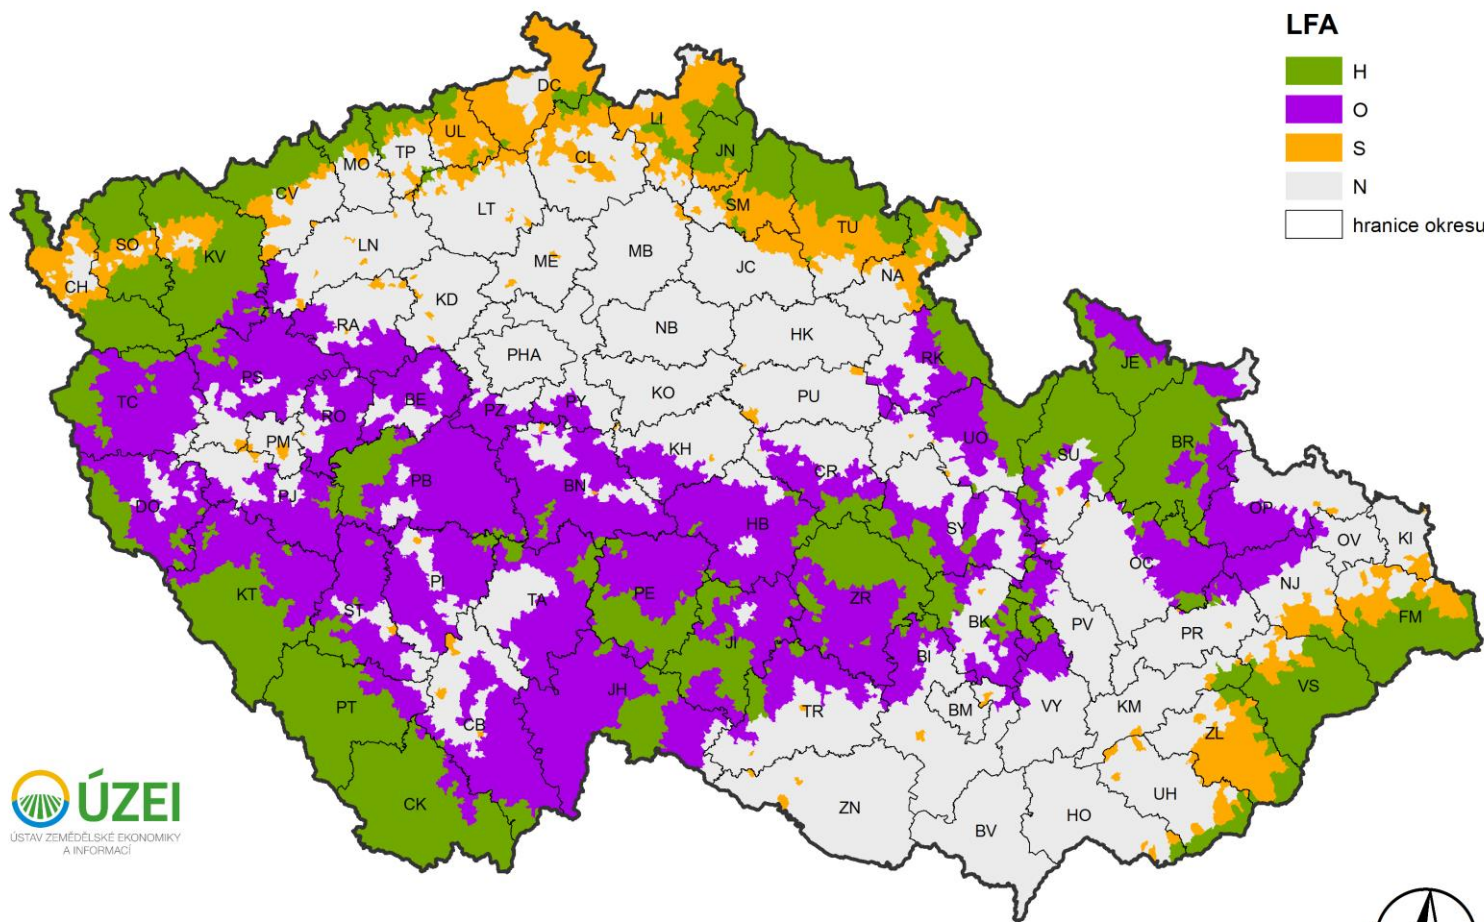 LFA
H
O
S
N
hranice okresu
DC
LI
UL
TP
MO
CL
JN
CV
LT
SM
TU
SO
KV
LN
ME
MB
JC
NA
CH
RA
KD
NB
HK
PHA
RK
JE
TC
PS
RO
BE
PZ
PY
KO
PU
PM
KH
UO
SU
BR
DO
PJ
PB
BN
CR
HB
SY
OP
OV
KI
OC
NJ
KT
ST
PI
TA
PE
ZR
BK
PV
PR
FM
JI
BI
VS
PT
CB
JH
TR
BM
VY
KM
ZL
CK
ZN
BV
HO
UH
ÚZEI
ÚSTAV ZEMĚDĚLSKÉ EKONOMIKY
A INFORMACÍ